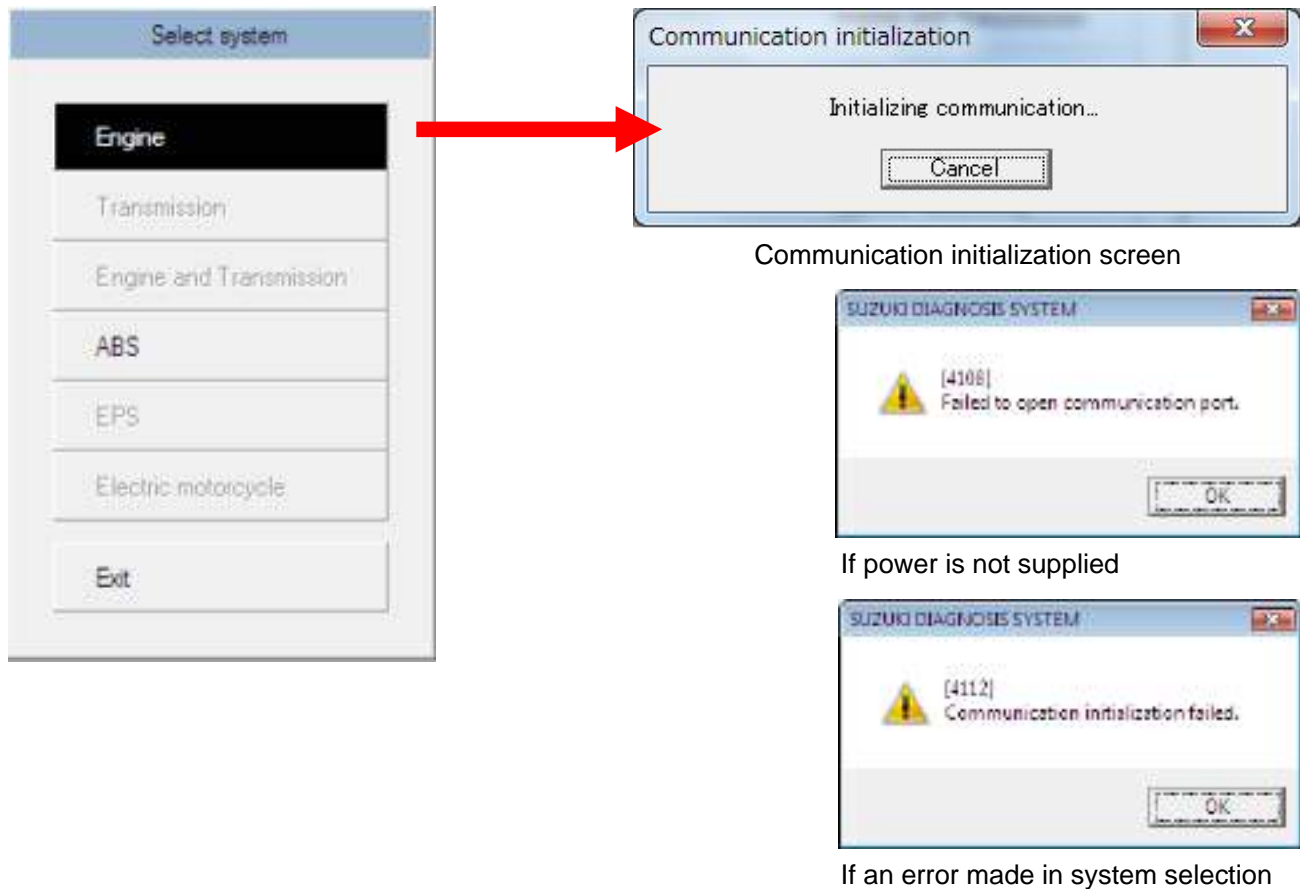 Select system
Engine
Transmission
Engine and Transmission
ABS
EPS
Electric motorcycle
Exit
Communication initialization
Initializing communication...
Cancel
Communication initialization screen
SUZUKI DIAGNOSIS SYSTEM
[4108]
Failed to open communication port.
OK
If power is not supplied
SUZUKI DIAGNOSIS SYSTEM
[4112]
Communication initialization failed.
OK
If an error made in system selection